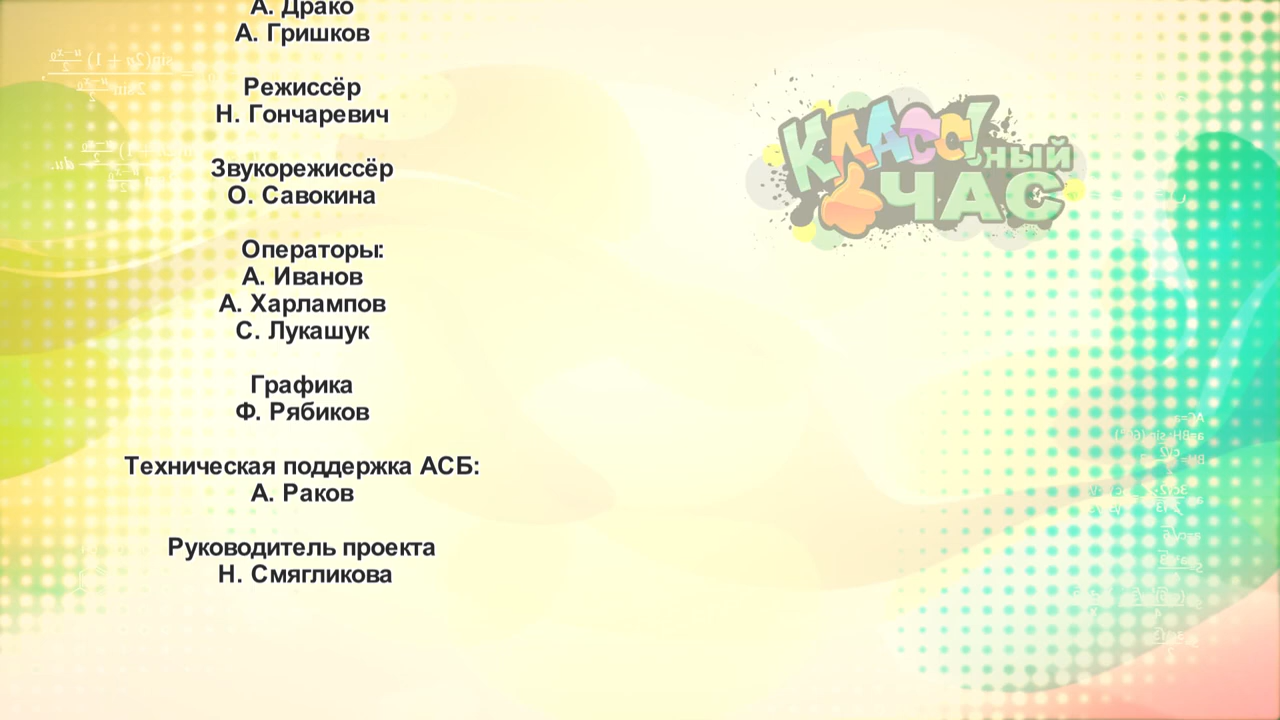 А. Драко
А. Гришков
Режиссёр
Н. Гончаревич
Звукорежиссёр
О. Савокина
Операторы:
А. Иванов
А. Харлампов
С. Лукашук
Графика
Ф. Рябиков
Техническая поддержка АСБ:
А. Раков
Руководитель проекта
Н. Смягликова
КЛАСС!ный
ЧАС